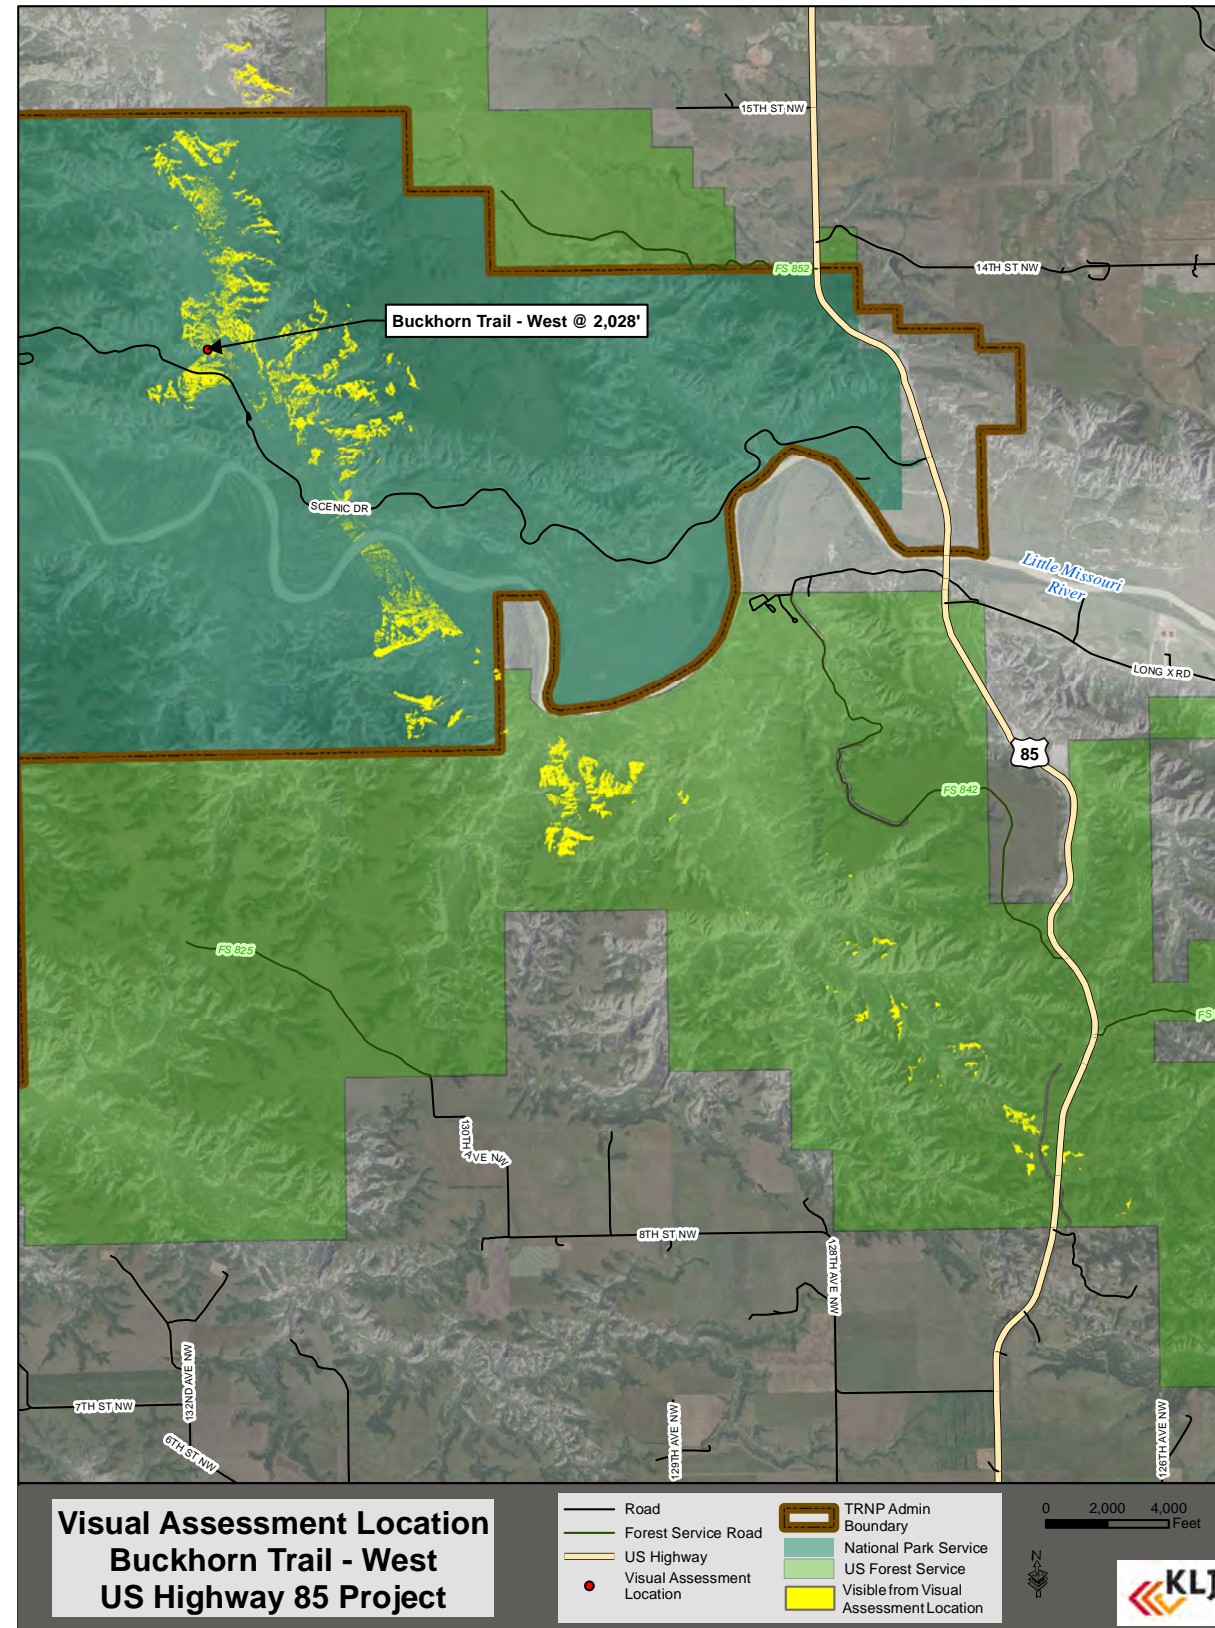 15TH ST NW
14TH ST NW
FS 852
Buckhorn Trail - West @ 2,028'
SCENIC DR
Little Missouri
River
LONG X RD
85
FS 842
FS 825
FS
130TH
AVE NW
8TH ST NW
128TH AVE NW
132ND AVE NW
7TH ST NW
6TH ST NW
129TH AVE NW
126TH AVE NW
Visual Assessment Location
Buckhorn Trail - West
US Highway 85 Project
Road
Forest Service Road
US Highway
Visual Assessment
Location
TRNP Admin
Boundary
National Park Service
US Forest Service
Visible from Visual
Assessment Location
0 2,000 4,000
Feet
N
KLJ